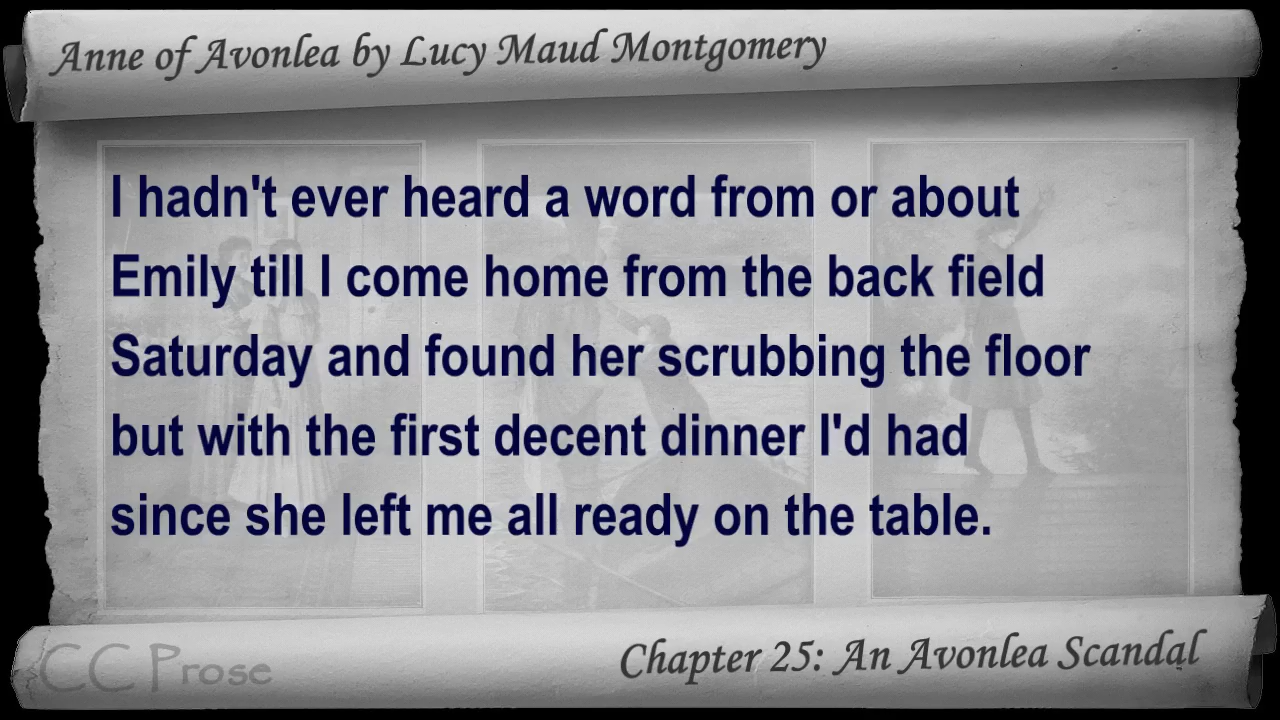 Anne of Avonlea by Lucy Maud Montgomery
I hadn't ever heard a word from or about
Emily till I come home from the back field
Saturday and found her scrubbing the floor
but with the first decent dinner I'd had
since she left me all ready on the table.
CC Prose
Chapter 25: An Avonlea Scandal